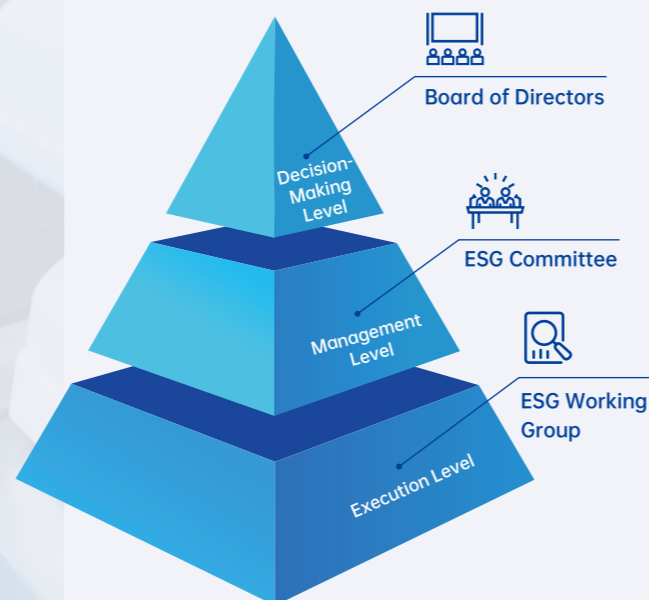 Board of Directors
Decision-
Making
Level
ESG Committee
Management
Level
ESG Working
Group
Execution Level